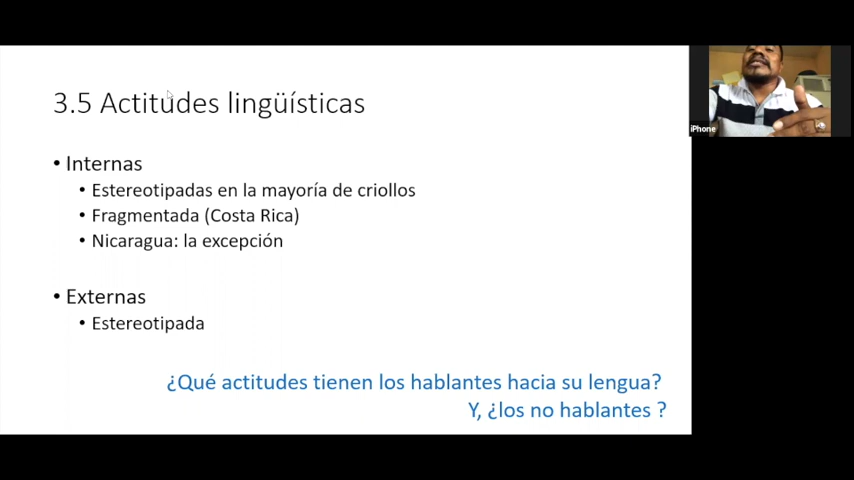 3.5 Actitudes lingüísticas
iPhone
• Internas
• Estereotipadas en la mayoría de criollos
• Fragmentada (Costa Rica)
• Nicaragua: la excepción
• Externas
• Estereotipada
¿Qué actitudes tienen los hablantes hacia su lengua?
Y, ¿los no hablantes ?